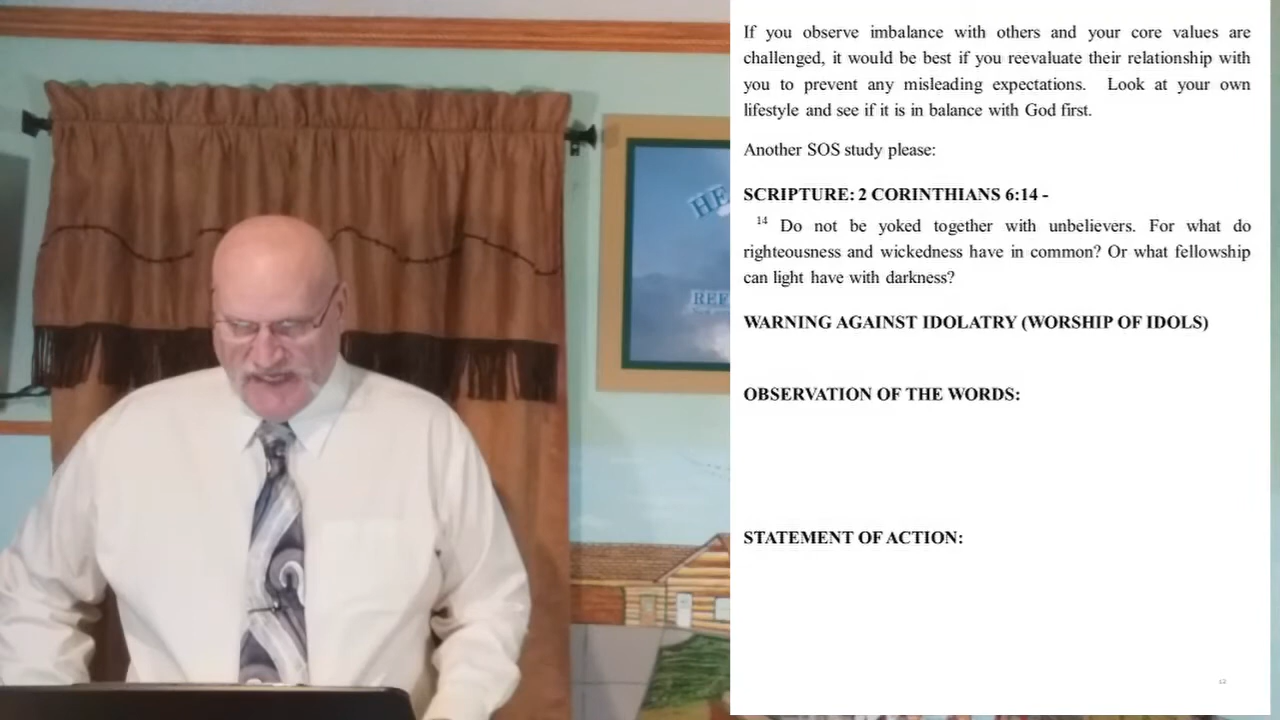 If you observe imbalance with others and your core values are
challenged, it would be best if you reevaluate their relationship with
you to prevent any misleading expectations. Look at your own
lifestyle and see if it is in balance with God first.
Another SOS study please:
SCRIPTURE: 2 CORINTHIANS 6:14 -
14 Do not be yoked together with unbelievers. For what do
righteousness and wickedness have in common? Or what fellowship
can light have with darkness?
WARNING AGAINST IDOLATRY (WORSHIP OF IDOLS)
OBSERVATION OF THE WORDS:
STATEMENT OF ACTION:
12
HE
REF